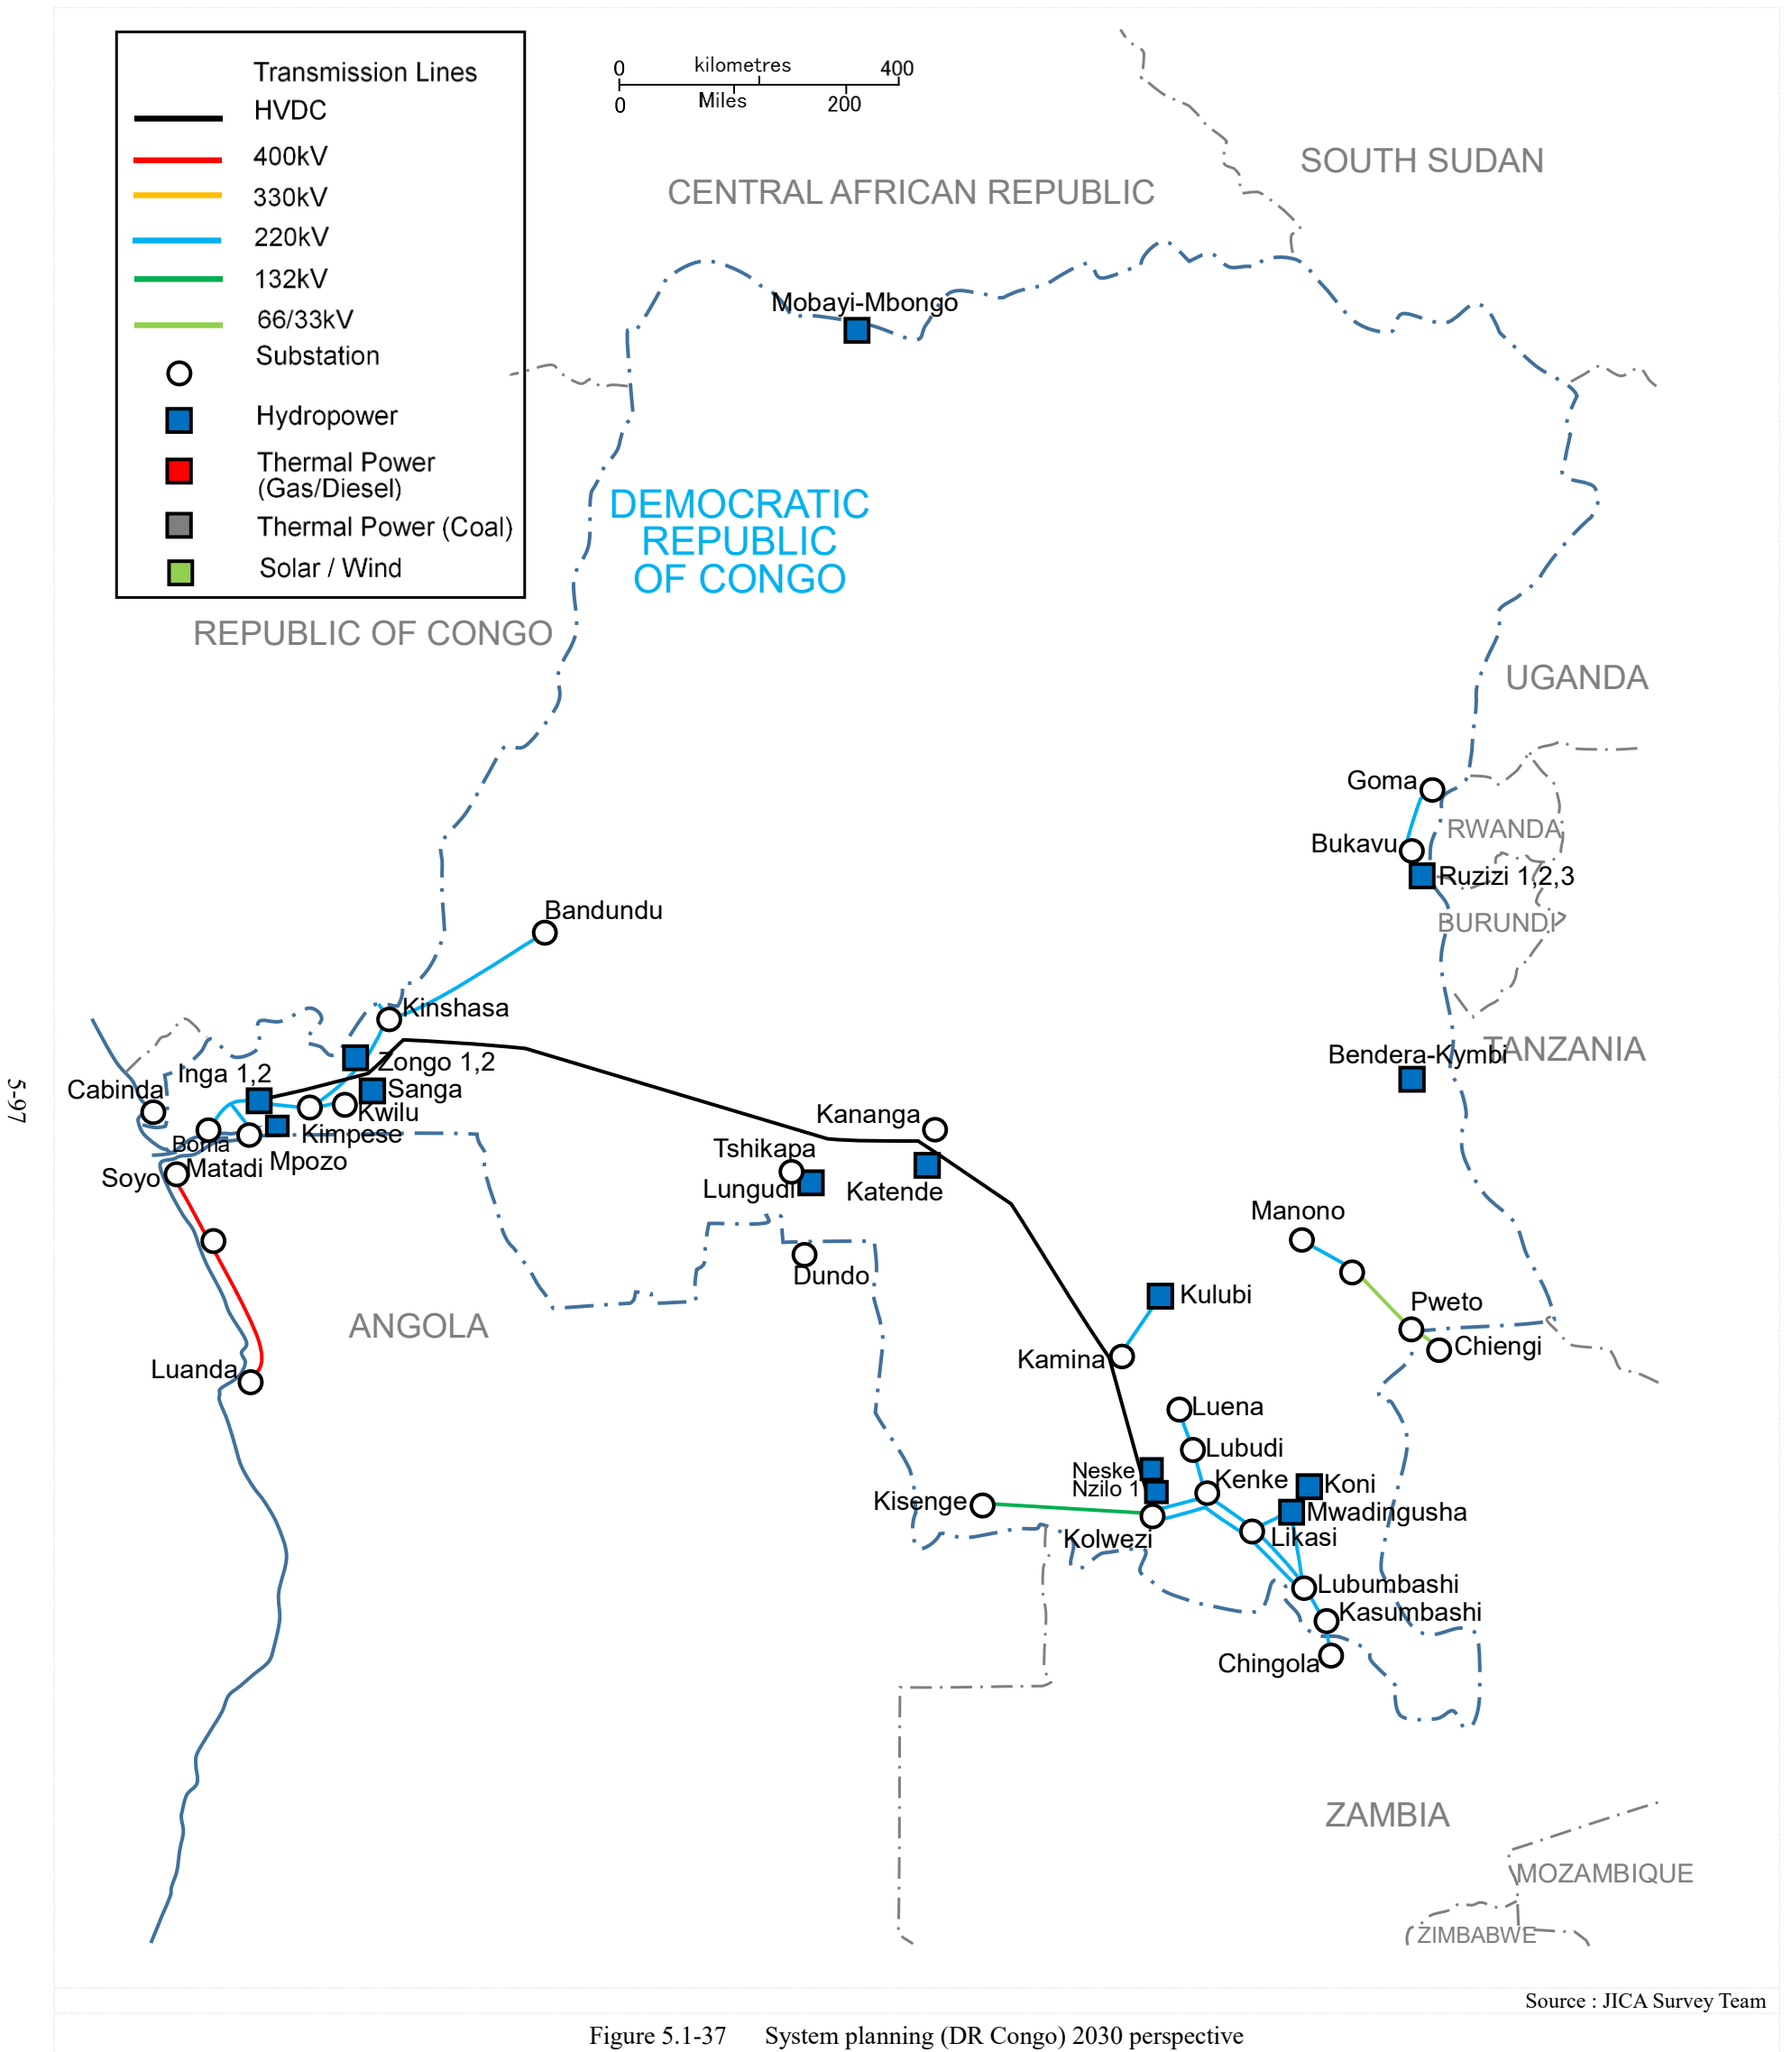 Transmission Lines
HVDC
400kV
330kV
220kV
132kV
66/33kV
Substation
Hydropower
Thermal Power
(Gas/Diesel)
Thermal Power (Coal)
Solar / Wind
0 kilometres 400
0 Miles 200
SOUTH SUDAN
CENTRAL AFRICAN REPUBLIC
Mobayi-Mbongo
DEMOCRATIC
REPUBLIC
OF CONGO
REPUBLIC OF CONGO
UGANDA
Goma
RWANDA
Bukavu
Ruzizi 1,2,3
BURUNDI
Bandundu
Kinshasa
TANZANIA
Bendera-Kymbi
Zongo 1,2
Inga 1,2
Sanga
Cabinda
Kwilu
Kimpese
Boma
Mpozo
Matadi
Soyo
Kananga
Tshikapa
Lungudi
Katende
Manono
Dundo
Kulubi
Pweto
Chiengi
ANGOLA
Kamina
Luanda
Luena
Lubudi
Neske
Nzilo 1
Kenke
Koni
Kisenge
Mwadingusha
Kolwezi
Likasi
Lubumbashi
Kasumbashi
Chingola
ZAMBIA
MOZAMBIQUE
ZIMBABWE
5-97
Source : JICA Survey Team
Figure 5.1-37 System planning (DR Congo) 2030 perspective